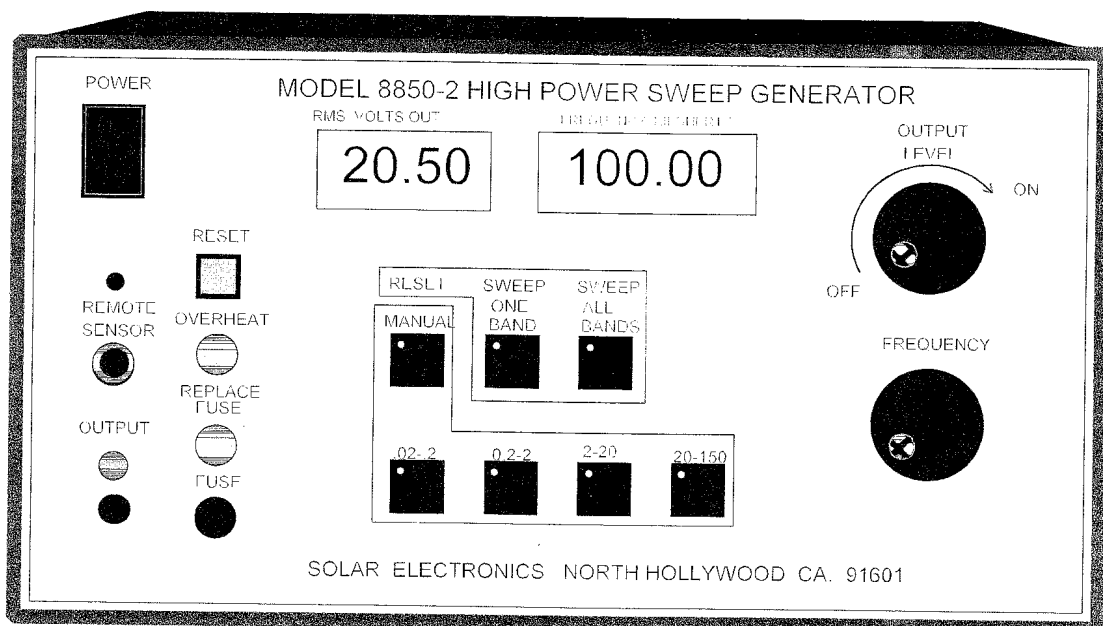 POWER
MODEL 8850-2 HIGH POWER SWEEP GENERATOR
RMS VOLTS OUT
20.50
100.00
OUTPUT
LEVEL
ON
OFF
RESET
REMOTE
SENSOR
OVERHEAT
REPLACE
FUSE
OUTPUT
FUSE
RESET
MANUAL
SWEEP
ONE
BAND
SWEEP
ALL
BANDS
.02-.2
0.2-2
2-20
20-150
FREQUENCY
SOLAR ELECTRONICS NORTH HOLLYWOOD CA. 91601